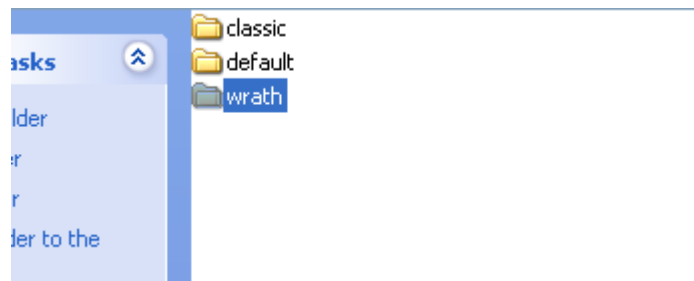 classic
default
wrath
asks
lder
er
r
der to the